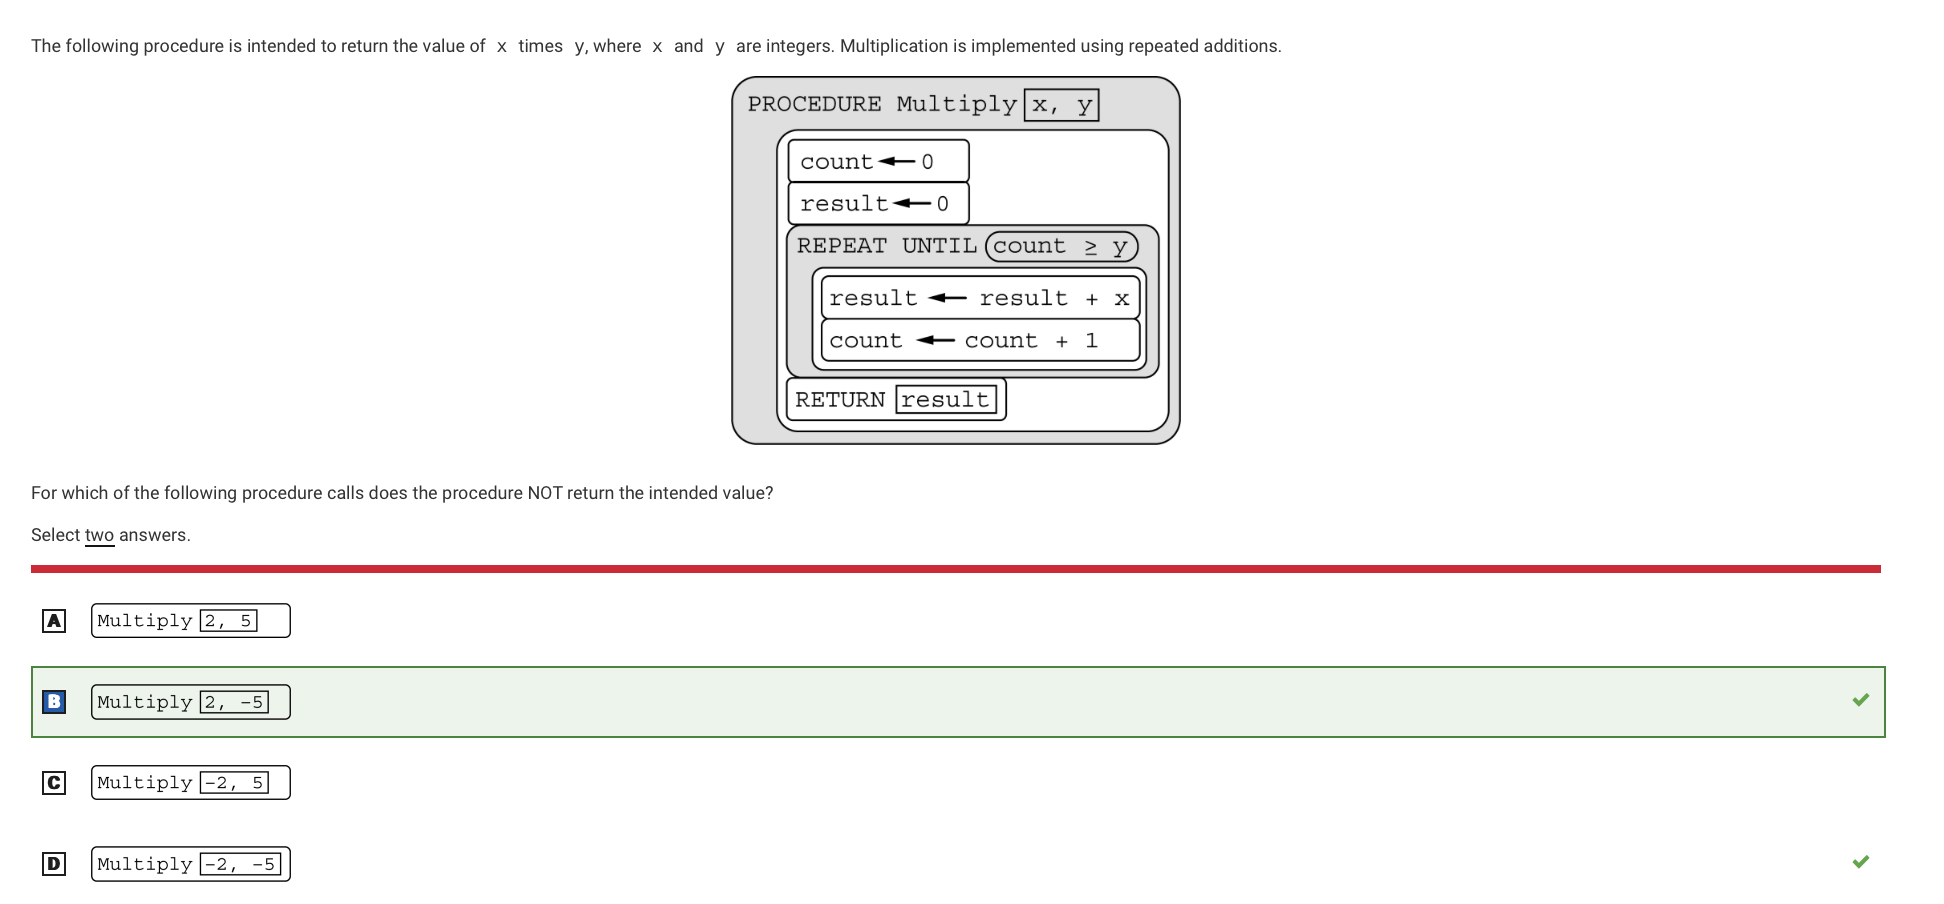 The following procedure is intended to return the value of x times y, where x and y are integers. Multiplication is implemented using repeated additions.
PROCEDURE Multiply x, y
count ← 0
result ← 0
REPEAT UNTIL count ≥ y
result ← result + x
count ← count + 1
RETURN result
For which of the following procedure calls does the procedure NOT return the intended value?
Select two answers.
A Multiply 2, 5
B Multiply 2, −5
C Multiply −2, 5
D Multiply −2, −5